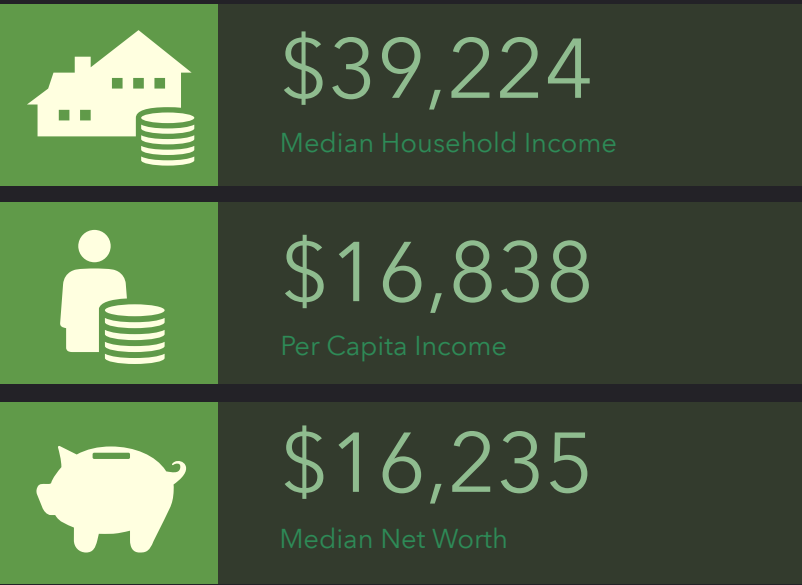 $39,224
Median Household Income
$16,838
Per Capita Income
$16,235
Median Net Worth